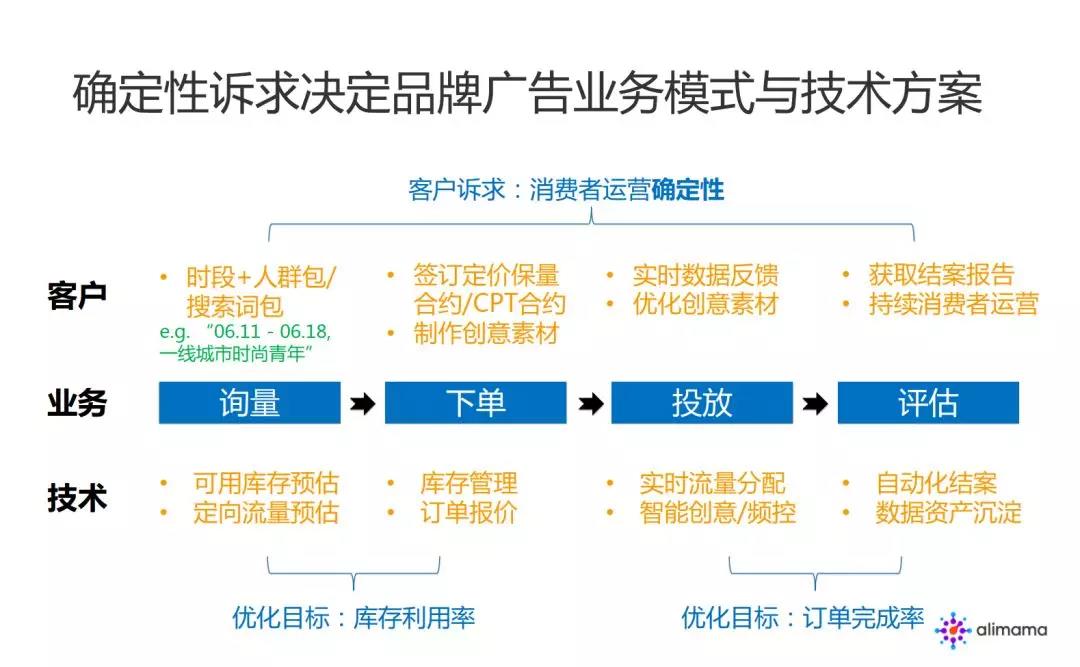 确定性诉求决定品牌广告业务模式与技术方案
客户诉求：消费者运营确定性
客户
• 时段+人群包/
搜索词包
e.g. “06.11 - 06.18,
一线城市时尚青年”
• 签订定价保量
合约/CPT合约
• 制作创意素材
• 实时数据反馈
• 优化创意素材
• 获取结案报告
• 持续消费者运营
业务
询量
下单
投放
评估
技术
• 可用库存预估
• 定向流量预估
• 库存管理
• 订单报价
• 实时流量分配
• 智能创意/频控
• 自动化结案
• 数据资产沉淀
优化目标：库存利用率
优化目标：订单完成率
alimama